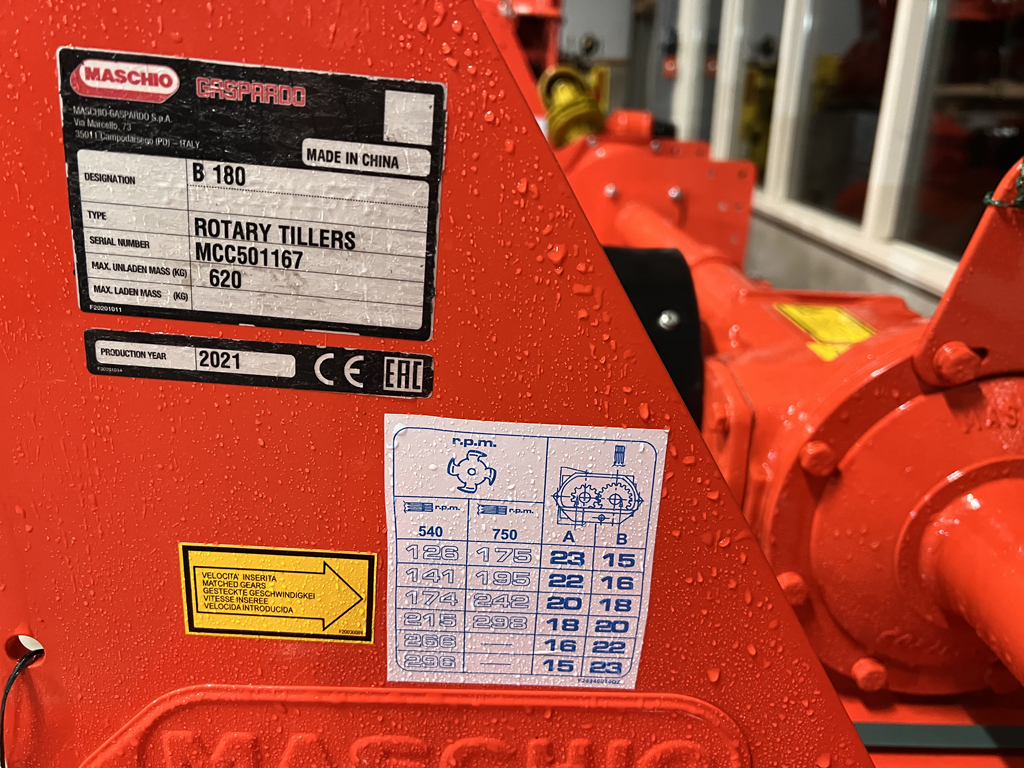 MASCHIO GASPARDO
MASCHIO GASPARDO S.p.A.
Via Marcello, 73
35011 Campodarsego (PD) – ITALY
MADE IN CHINA
DESIGNATION B 180
TYPE ROTARY TILLERS
SERIAL NUMBER MCC501167
MAX. UNLADEN MASS (KG) 620
MAX. LADEN MASS (KG)
F20201011
PRODUCTION YEAR 2021 CE EAC
r.p.m.
r.p.m. r.p.m.
540 750 A B
126 175 23 15
141 195 22 16
174 242 20 18
215 298 18 20
266 — 16 22
296 — 15 23
VELOCITA' INSERITA
MATCHED GEARS
GESTECKTE GESCHWINDIGKEI
VITESSE INSEREE
VELOCIDA INTRODUCIDA
MASCHIO